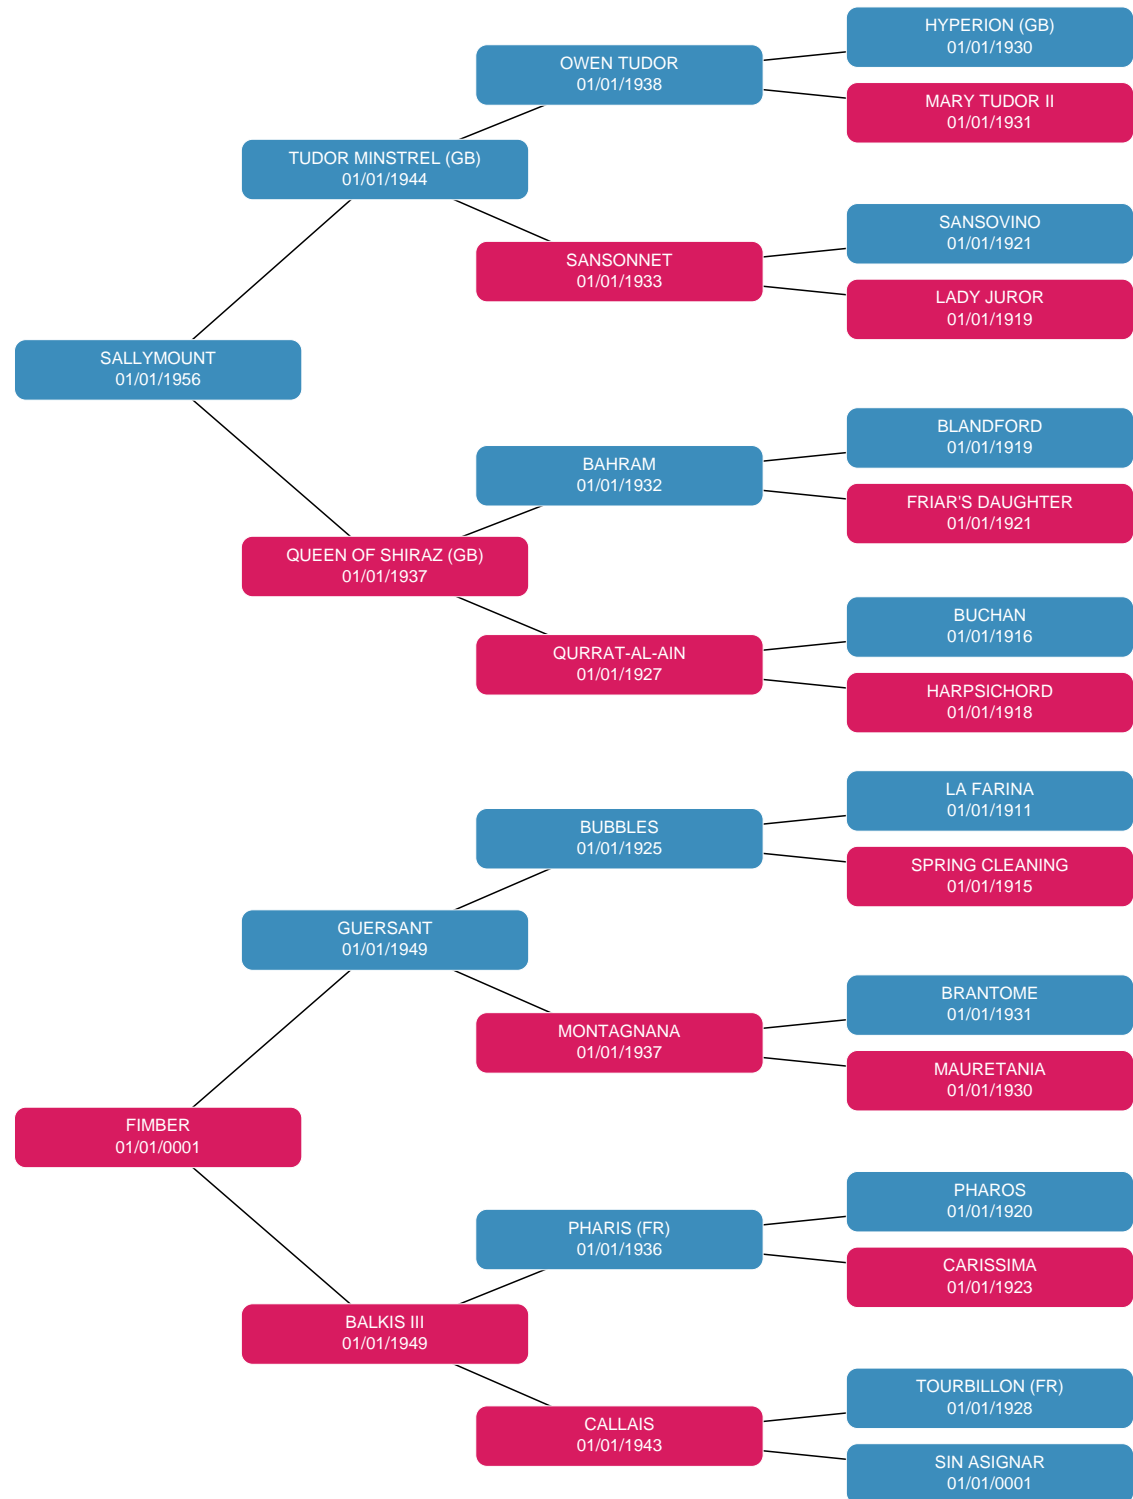 HYPERION (GB)
01/01/1930
OWEN TUDOR
01/01/1938
MARY TUDOR II
01/01/1931
TUDOR MINSTREL (GB)
01/01/1944
SANSOVINO
01/01/1921
SANSONNET
01/01/1933
LADY JUROR
01/01/1919
SALLYMOUNT
01/01/1956
BLANDFORD
01/01/1919
BAHRAM
01/01/1932
FRIAR'S DAUGHTER
01/01/1921
QUEEN OF SHIRAZ (GB)
01/01/1937
BUCHAN
01/01/1916
QURRAT-AL-AIN
01/01/1927
HARPSICHORD
01/01/1918
LA FARINA
01/01/1911
BUBBLES
01/01/1925
SPRING CLEANING
01/01/1915
GUERSANT
01/01/1949
BRANTOME
01/01/1931
MONTAGNANA
01/01/1937
MAURETANIA
01/01/1930
FIMBER
01/01/0001
PHAROS
01/01/1920
PHARIS (FR)
01/01/1936
CARISSIMA
01/01/1923
BALKIS III
01/01/1949
TOURBILLON (FR)
01/01/1928
CALLAIS
01/01/1943
SIN ASIGNAR
01/01/0001